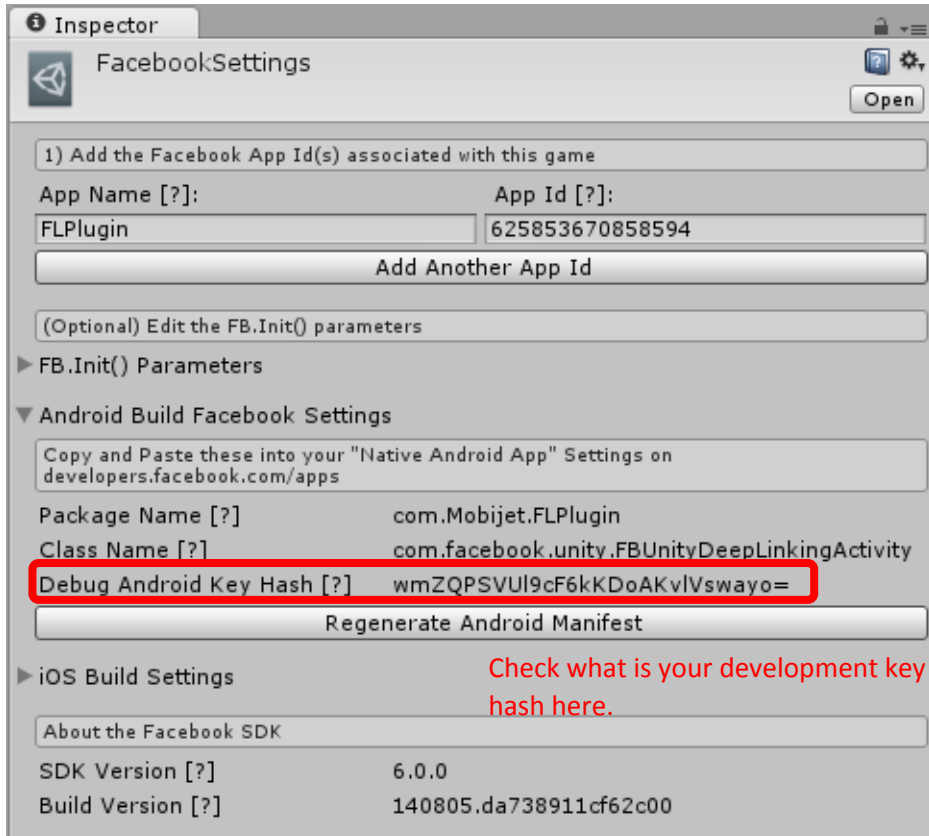 Inspector
FacebookSettings
Open
1) Add the Facebook App Id(s) associated with this game
App Name [?]: App Id [?]:
FLPlugin 625853670858594
Add Another App Id
(Optional) Edit the FB.Init() parameters
FB.Init() Parameters
Android Build Facebook Settings
Copy and Paste these into your "Native Android App" Settings on
developers.facebook.com/apps
Package Name [?] com.Mobijet.FLPlugin
Class Name [?] com.facebook.unity.FBUnityDeepLinkingActivity
Debug Android Key Hash [?] wmZQPSVUl9cF6kKDoAKvlVswayo=
Regenerate Android Manifest
iOS Build Settings
Check what is your development key
hash here.
About the Facebook SDK
SDK Version [?] 6.0.0
Build Version [?] 140805.da738911cf62c00